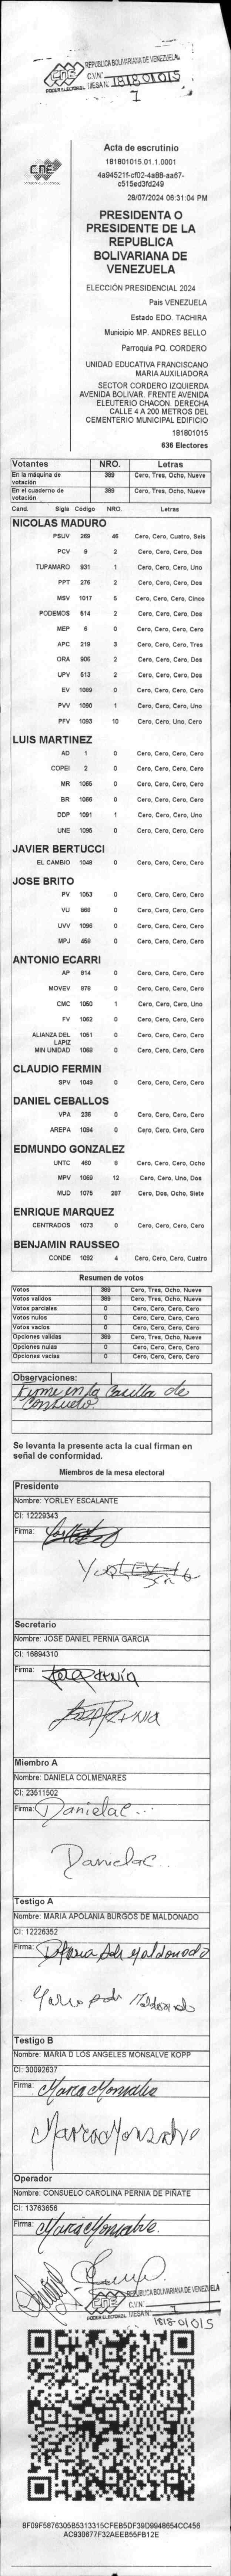 REPUBLICA BOLIVARIANA DE VENEZUELA
CNE
C.V.N°
PODER ELECTORAL MESA N: 181801015
1
CNE
PODER ELECTORAL
Acta de escrutinio
181801015.01.1.0001
4a94521f-cf02-4a88-aa67-
c515ed3fd249
28/07/2024 06:31:04 PM
PRESIDENTA O
PRESIDENTE DE LA
REPUBLICA
BOLIVARIANA DE
VENEZUELA
ELECCIÓN PRESIDENCIAL 2024
Pais VENEZUELA
Estado EDO. TACHIRA
Municipio MP. ANDRES BELLO
Parroquia PQ. CORDERO
UNIDAD EDUCATIVA FRANCISCANO
MARIA AUXILIADORA
SECTOR CORDERO IZQUIERDA
AVENIDA BOLIVAR. FRENTE AVENIDA
ELEUTERIO CHACON. DERECHA
CALLE 4 A 200 METROS DEL
CEMENTERIO MUNICIPAL EDIFICIO
181801015
636 Electores
Votantes NRO. Letras
En la máquina de votación 389 Cero, Tres, Ocho, Nueve
En el cuaderno de votación 389 Cero, Tres, Ocho, Nueve
Cand. Sigla Codigo NRO. Letras
NICOLAS MADURO
PSUV 269 46 Cero, Cero, Cuatro, Seis
PCV 9 2 Cero, Cero, Cero, Dos
TUPAMARO 931 1 Cero, Cero, Cero, Uno
PPT 276 2 Cero, Cero, Cero, Dos
MSV 1017 5 Cero, Cero, Cero, Cinco
PODEMOS 514 2 Cero, Cero, Cero, Dos
MEP 6 0 Cero, Cero, Cero, Cero
APC 219 3 Cero, Cero, Cero, Tres
ORA 906 2 Cero, Cero, Cero, Dos
UPV 513 2 Cero, Cero, Cero, Dos
EV 1089 0 Cero, Cero, Cero, Cero
PVV 1090 1 Cero, Cero, Cero, Uno
PFV 1093 10 Cero, Cero, Uno, Cero
LUIS MARTINEZ
AD 1 0 Cero, Cero, Cero, Cero
COPEI 2 0 Cero, Cero, Cero, Cero
MR 1065 0 Cero, Cero, Cero, Cero
BR 1066 0 Cero, Cero, Cero, Cero
DDP 1091 1 Cero, Cero, Cero, Uno
UNE 1095 0 Cero, Cero, Cero, Cero
JAVIER BERTUCCI
EL CAMBIO 1048 0 Cero, Cero, Cero, Cero
JOSE BRITO
PV 1053 0 Cero, Cero, Cero, Cero
VU 868 0 Cero, Cero, Cero, Cero
UVV 1096 0 Cero, Cero, Cero, Cero
MPJ 458 0 Cero, Cero, Cero, Cero
ANTONIO ECARRI
AP 914 0 Cero, Cero, Cero, Cero
MOVEV 978 0 Cero, Cero, Cero, Cero
CMC 1050 1 Cero, Cero, Cero, Uno
FV 1062 0 Cero, Cero, Cero, Cero
ALIANZA DEL LAPIZ 1051 0 Cero, Cero, Cero, Cero
MIN UNIDAD 1068 0 Cero, Cero, Cero, Cero
CLAUDIO FERMIN
SPV 1049 0 Cero, Cero, Cero, Cero
DANIEL CEBALLOS
VPA 236 0 Cero, Cero, Cero, Cero
AREPA 1094 0 Cero, Cero, Cero, Cero
EDMUNDO GONZALEZ
UNTC 460 8 Cero, Cero, Cero, Ocho
MPV 1069 12 Cero, Cero, Uno, Dos
MUD 1075 287 Cero, Dos, Ocho, Siete
ENRIQUE MARQUEZ
CENTRADOS 1073 0 Cero, Cero, Cero, Cero
BENJAMIN RAUSSEO
CONDE 1092 4 Cero, Cero, Cero, Cuatro
Resumen de votos
Votos 389 Cero, Tres, Ocho, Nueve
Votos validos 389 Cero, Tres, Ocho, Nueve
Votos parciales 0 Cero, Cero, Cero, Cero
Votos nulos 0 Cero, Cero, Cero, Cero
Votos vacios 0 Cero, Cero, Cero, Cero
Opciones validas 389 Cero, Tres, Ocho, Nueve
Opciones nulas 0 Cero, Cero, Cero, Cero
Opciones vacias 0 Cero, Cero, Cero, Cero
Observaciones:
Firme en la Casilla de
Consuelo
Se levanta la presente acta la cual firman en
señal de conformidad.
Miembros de la mesa electoral
Presidente
Nombre: YORLEY ESCALANTE
CI: 12229343
Firma:
Secretario
Nombre: JOSE DANIEL PERNIA GARCIA
CI: 16894310
Firma:
Miembro A
Nombre: DANIELA COLMENARES
CI: 23511502
Firma: Danielac...
Danielac..
Testigo A
Nombre: MARIA APOLANIA BURGOS DE MALDONADO
CI: 12226352
Firma:
Testigo B
Nombre: MARIA D LOS ANGELES MONSALVE KOPP
CI: 30092637
Firma: Maria Monsalve
Maria Monsalve
Operador
Nombre: CONSUELO CAROLINA PERNIA DE PIÑATE
CI: 13763656
Firma: Maria Monsalve.
REPUBLICA BOLIVARIANA DE VENEZUELA
CNE
C.V.N°
PODER ELECTORAL MESA N: 1
1818-01015
8F09F5876305B5313315CFEB5DF39D9948654CC456
AC930677F32AEEB55FB12E